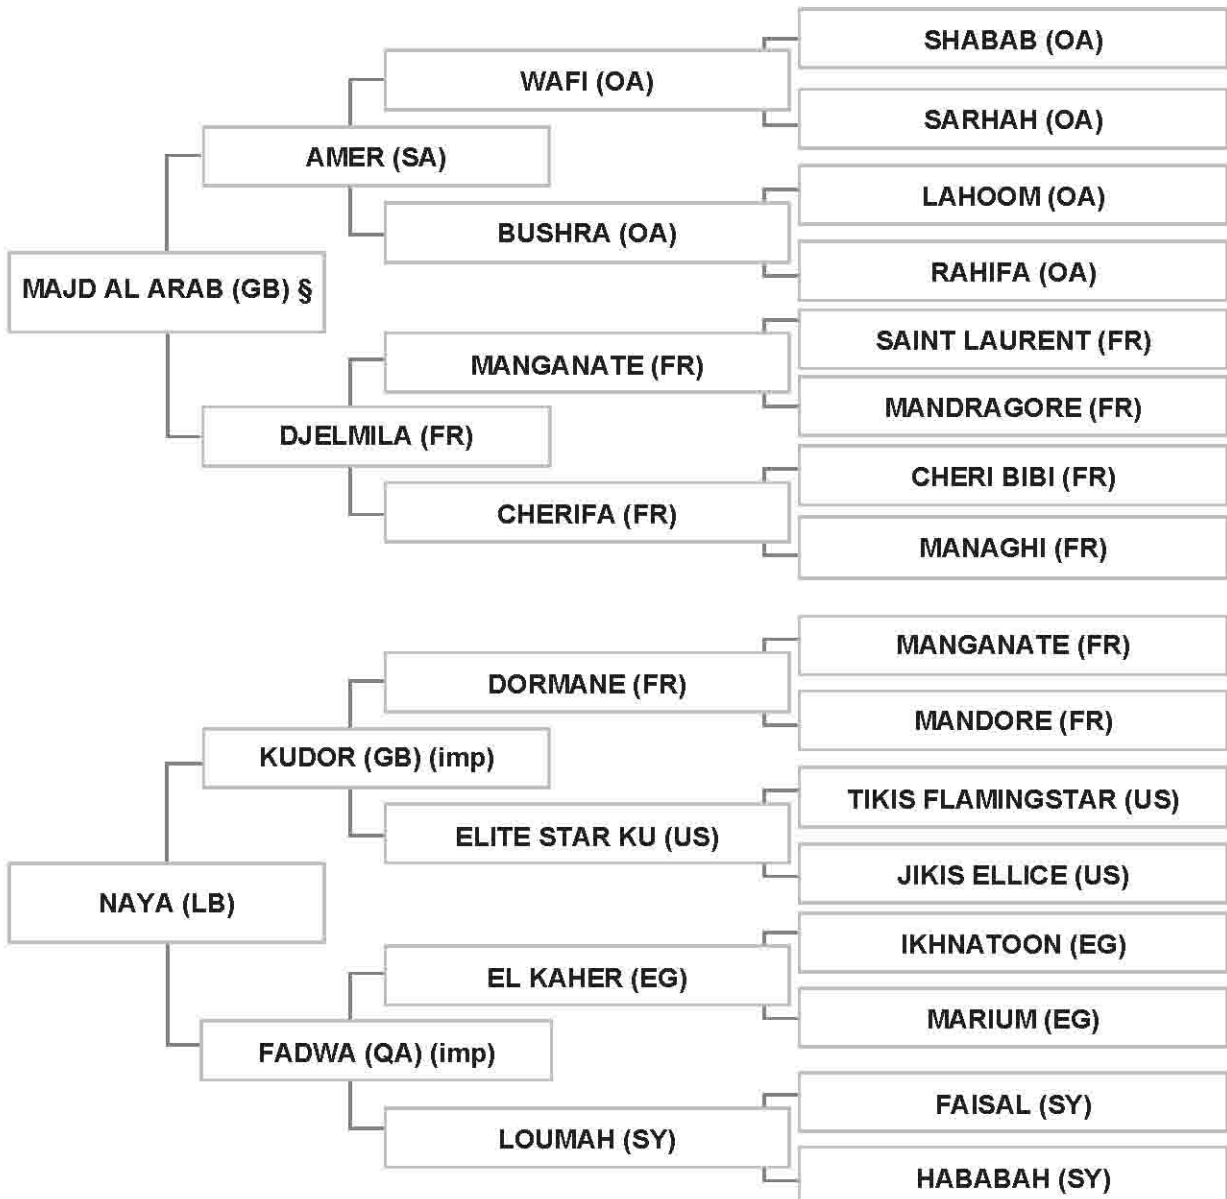 SHABAB (OA)
WAFI (OA)
SARHAH (OA)
AMER (SA)
LAHOOM (OA)
BUSHRA (OA)
RAHIFA (OA)
MAJD AL ARAB (GB) §
SAINT LAURENT (FR)
MANGANATE (FR)
MANDRAGORE (FR)
DJELMILA (FR)
CHERI BIBI (FR)
CHERIFA (FR)
MANAGHI (FR)
MANGANATE (FR)
DORMANE (FR)
MANDORE (FR)
KUDOR (GB) (imp)
TIKIS FLAMINGSTAR (US)
ELITE STAR KU (US)
JIKIS ELLICE (US)
NAYA (LB)
IKHNATOON (EG)
EL KAHER (EG)
MARIUM (EG)
FADWA (QA) (imp)
FAISAL (SY)
LOUMAH (SY)
HABABAH (SY)